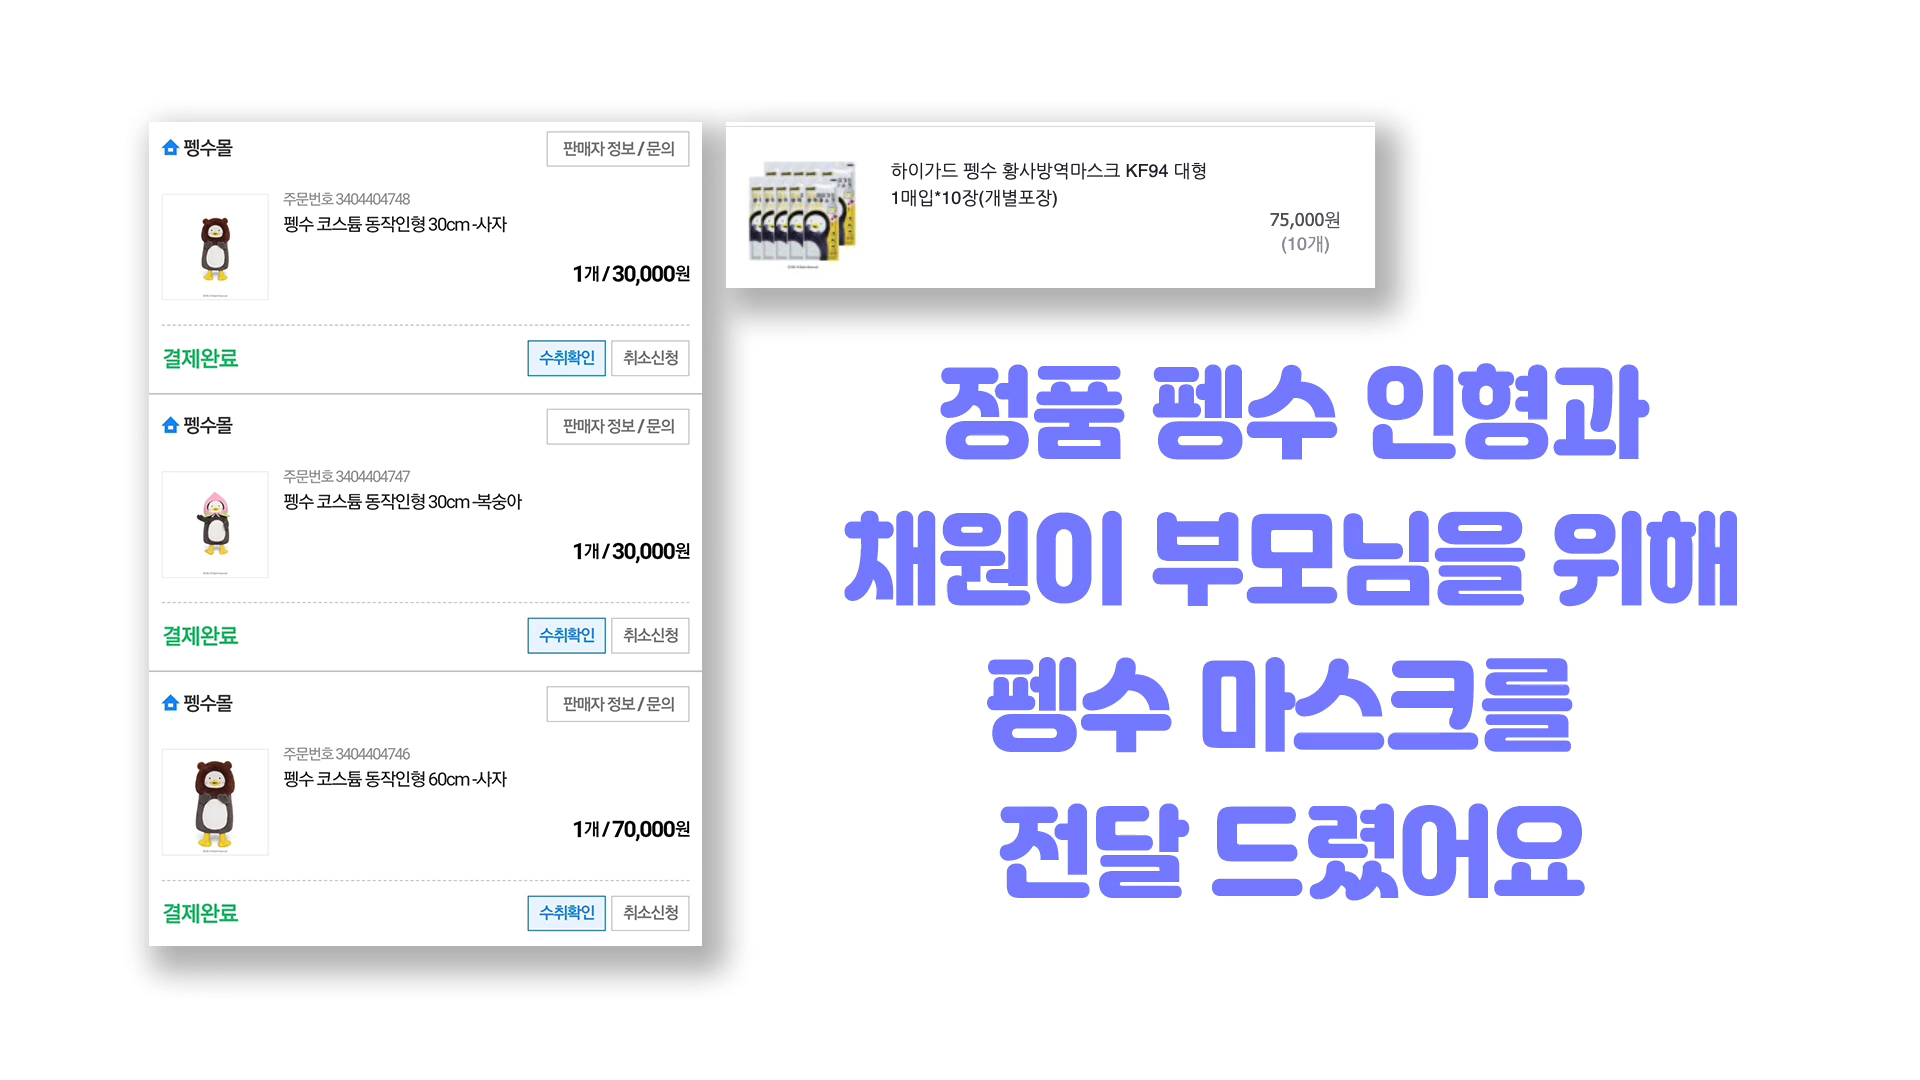 펭수몰
판매자 정보 / 문의
주문번호 3404404748
펭수 코스튬 동작인형 30cm -사자
1개 / 30,000원
결제완료
수취확인
취소신청
펭수몰
판매자 정보 / 문의
주문번호 3404404747
펭수 코스튬 동작인형 30cm -복숭아
1개 / 30,000원
결제완료
수취확인
취소신청
펭수몰
판매자 정보 / 문의
주문번호 3404404746
펭수 코스튬 동작인형 60cm -사자
1개 / 70,000원
결제완료
수취확인
취소신청
하이가드 펭수 황사방역마스크 KF94 대형
1매입*10장(개별포장)
75,000원
(10개)
정품 펭수 인형과
채원이 부모님을 위해
펭수 마스크를
전달 드렸어요